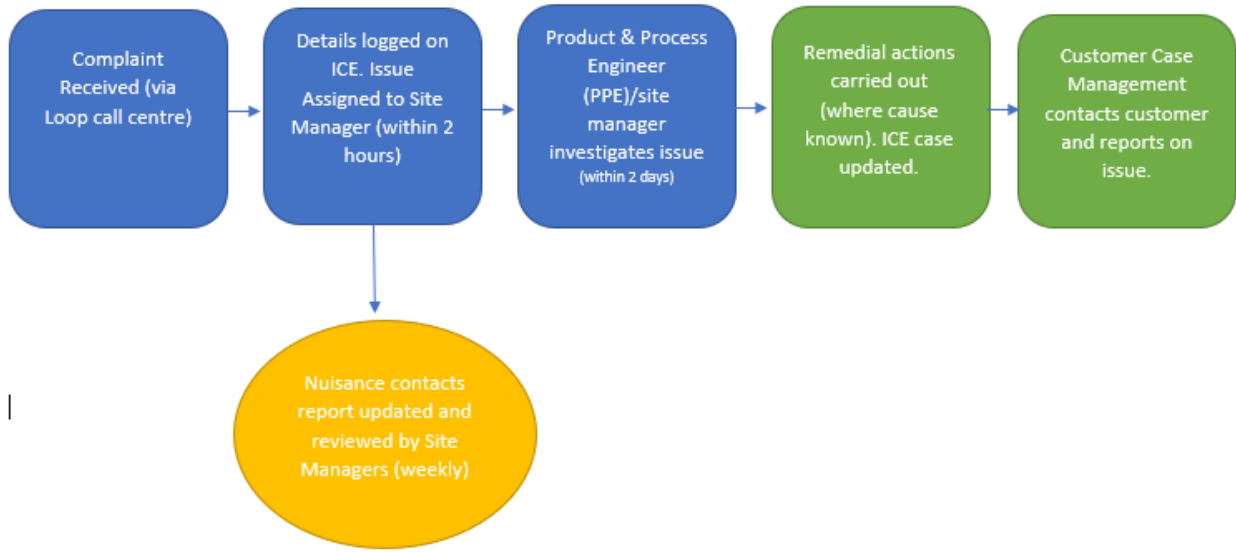 Complaint
Received (via
Loop call centre)
Details logged on
ICE. Issue
Assigned to Site
Manager (within 2
hours)
Product & Process
Engineer
(PPE)/site
manager
investigates issue
(within 2 days)
Remedial actions
carried out
(where cause
known). ICE case
updated.
Customer Case
Management
contacts customer
and reports on
issue.
Nuisance contacts
report updated and
reviewed by Site
Managers (weekly)